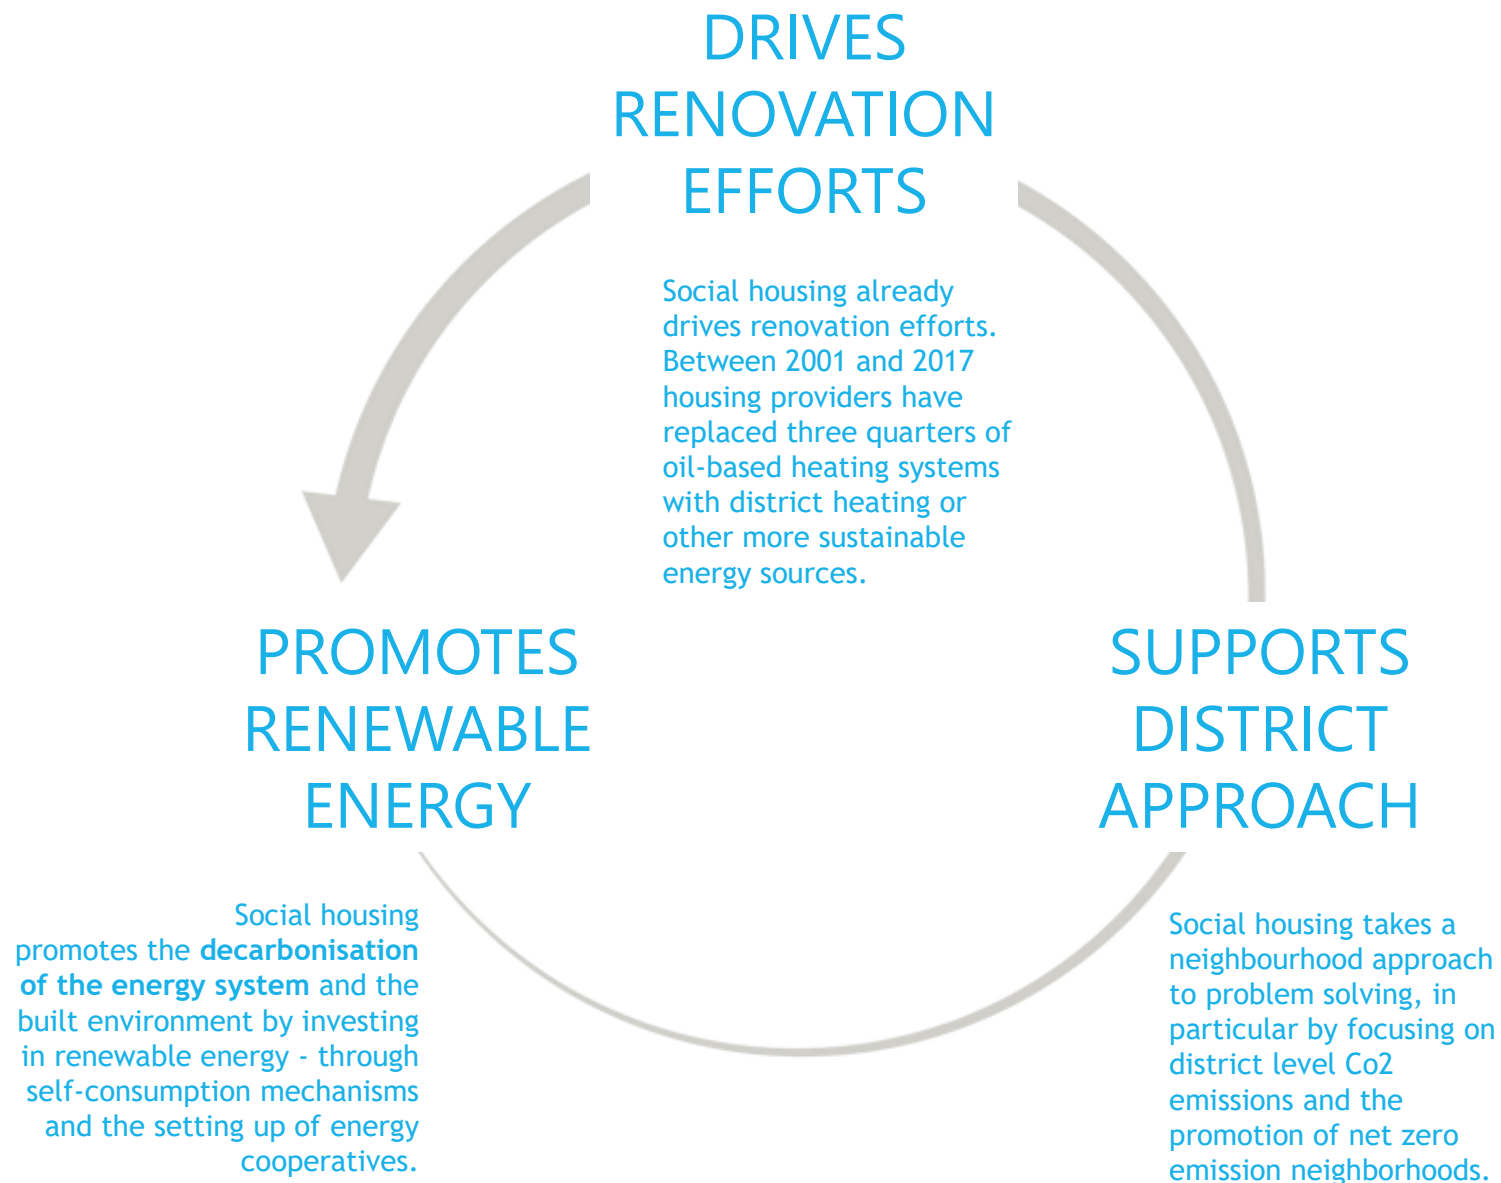 DRIVES
RENOVATION
EFFORTS
Social housing already
drives renovation efforts.
Between 2001 and 2017
housing providers have
replaced three quarters of
oil-based heating systems
with district heating or
other more sustainable
energy sources.
PROMOTES
RENEWABLE
ENERGY
Social housing
promotes the decarbonisation
of the energy system and the
built environment by investing
in renewable energy - through
self-consumption mechanisms
and the setting up of energy
cooperatives.
SUPPORTS
DISTRICT
APPROACH
Social housing takes a
neighbourhood approach
to problem solving, in
particular by focusing on
district level Co2
emissions and the
promotion of net zero
emission neighborhoods.